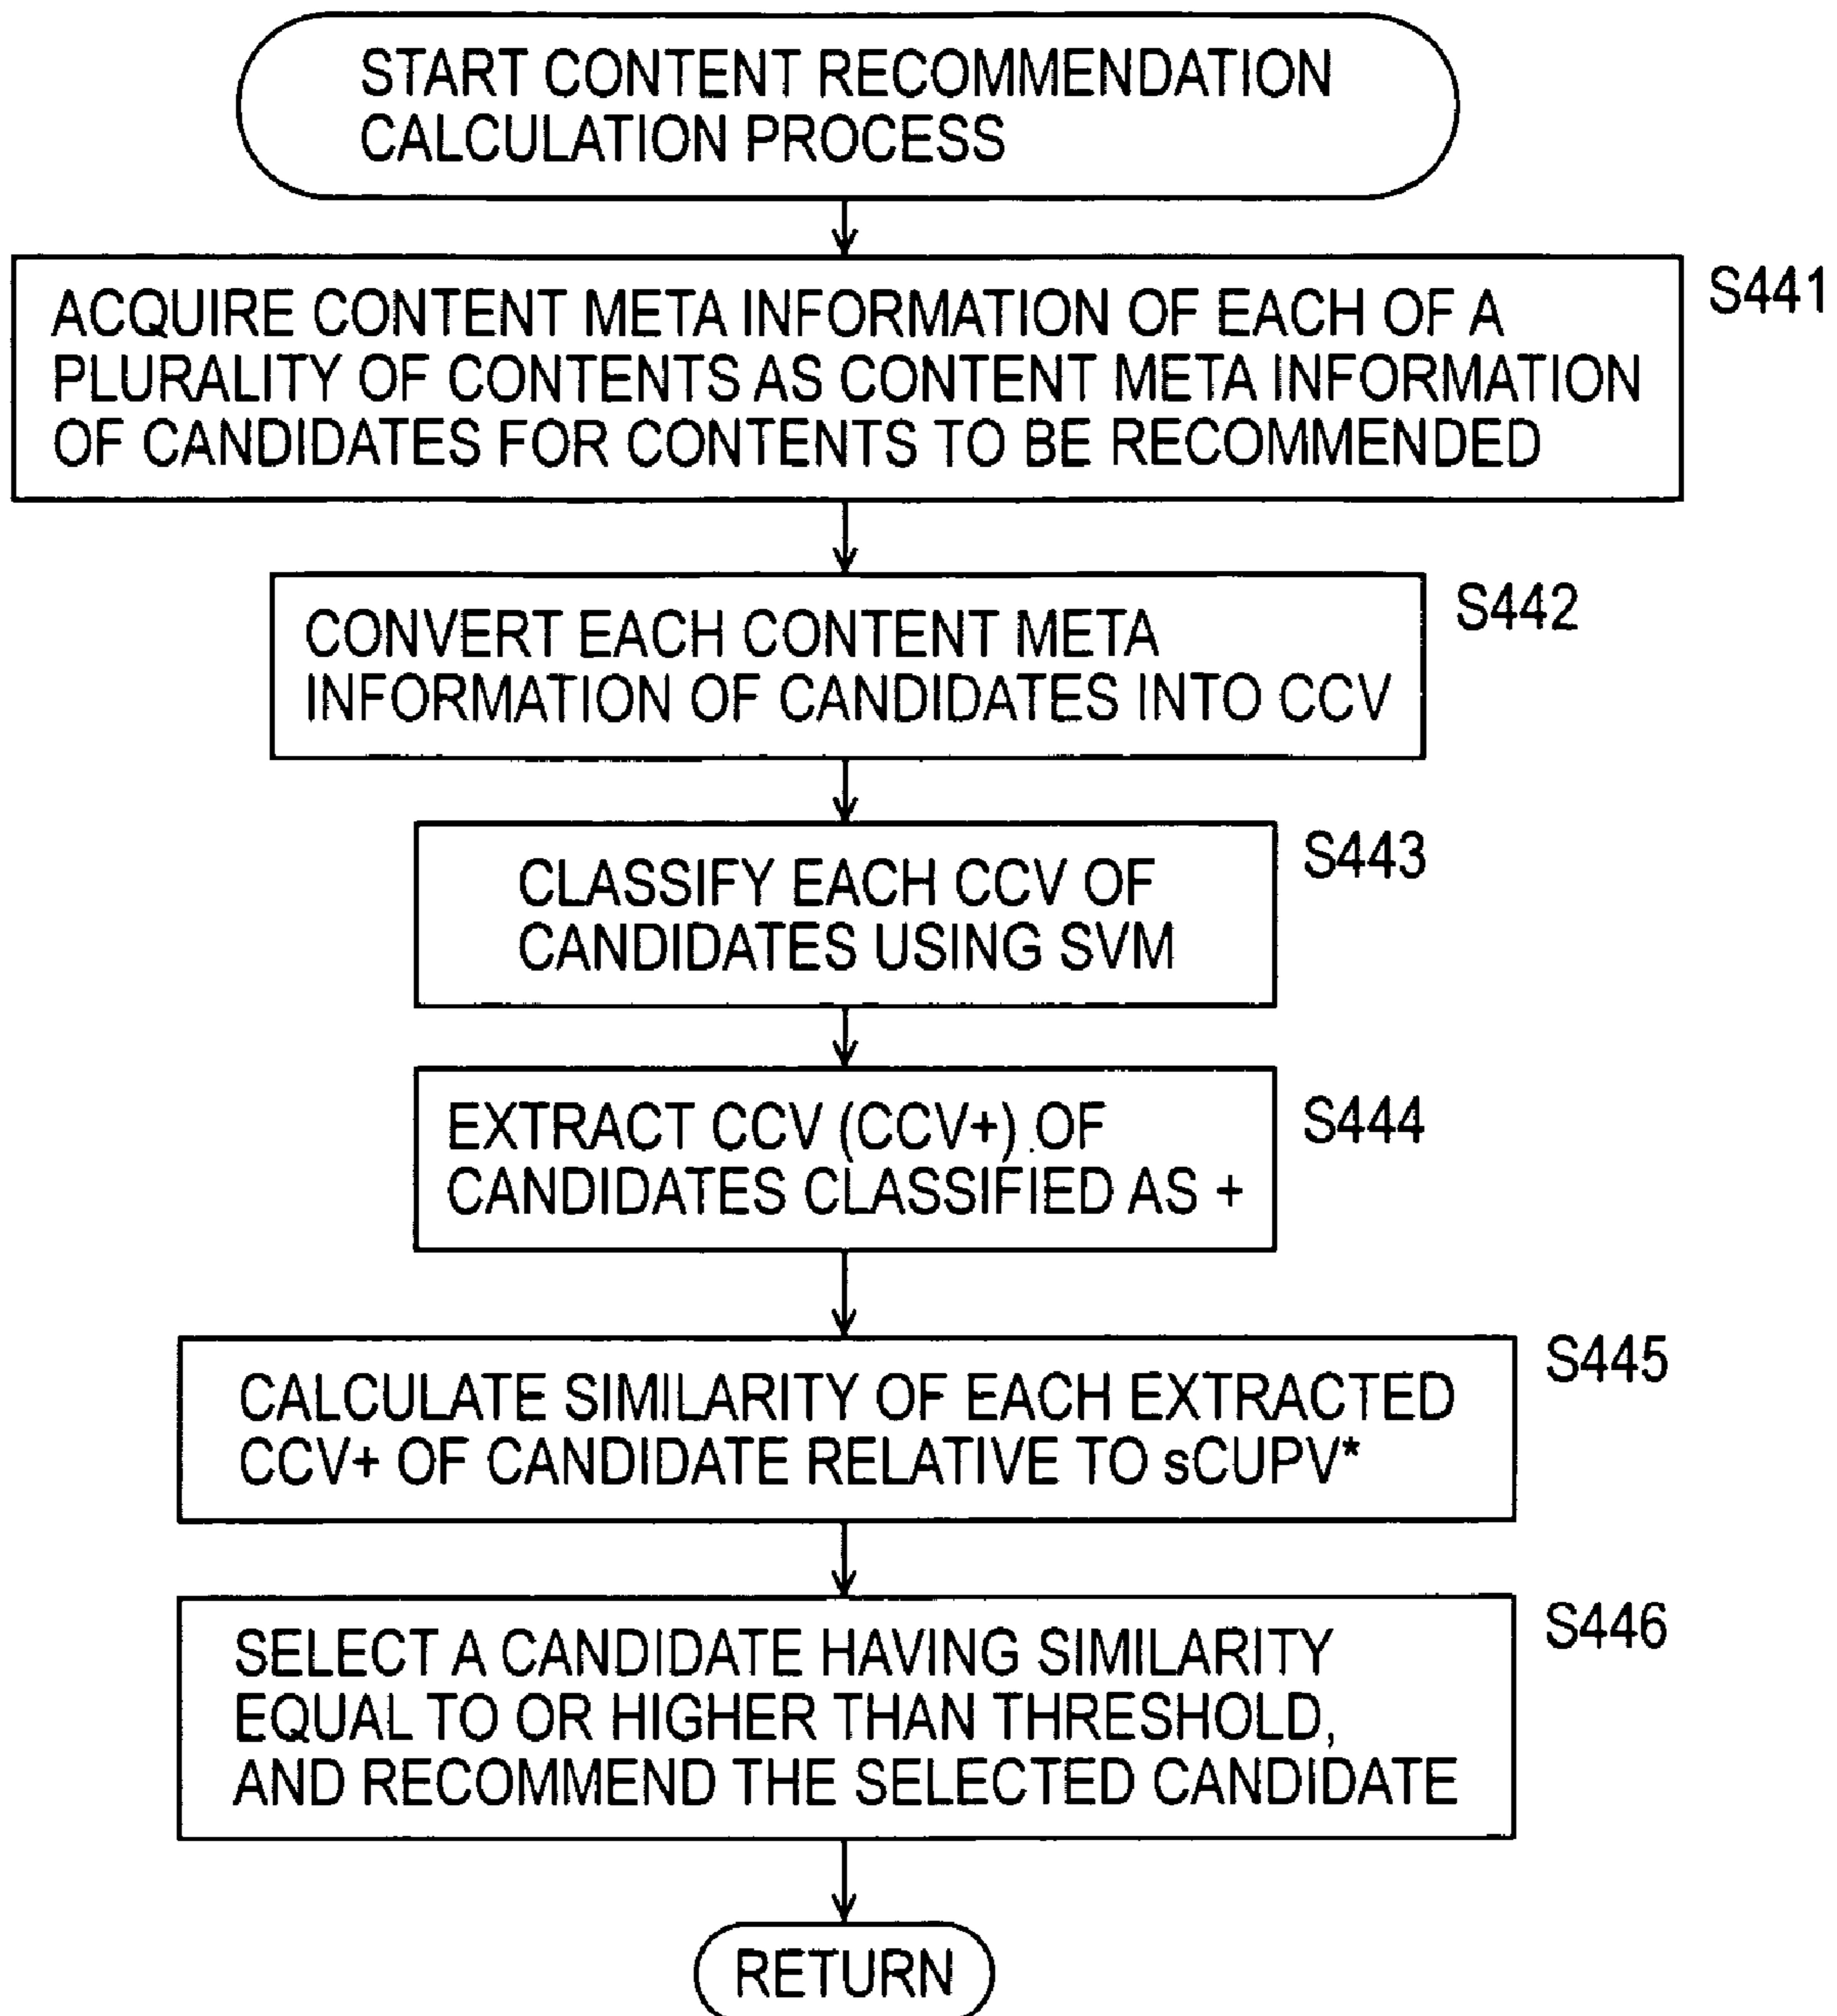 START CONTENT RECOMMENDATION
CALCULATION PROCESS
S441
ACQUIRE CONTENT META INFORMATION OF EACH OF A
PLURALITY OF CONTENTS AS CONTENT META INFORMATION
OF CANDIDATES FOR CONTENTS TO BE RECOMMENDED
S442
CONVERT EACH CONTENT META
INFORMATION OF CANDIDATES INTO CCV
S443
CLASSIFY EACH CCV OF
CANDIDATES USING SVM
S444
EXTRACT CCV (CCV+) OF
CANDIDATES CLASSIFIED AS +
S445
CALCULATE SIMILARITY OF EACH EXTRACTED
CCV+ OF CANDIDATE RELATIVE TO sCUPV*
S446
SELECT A CANDIDATE HAVING SIMILARITY
EQUAL TO OR HIGHER THAN THRESHOLD,
AND RECOMMEND THE SELECTED CANDIDATE
RETURN